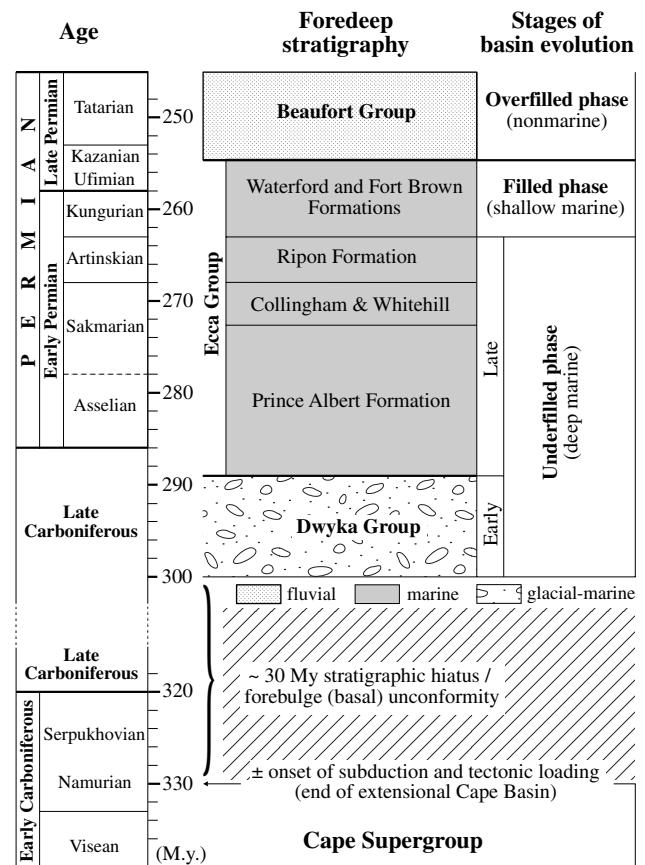 Age
Foredeep
stratigraphy
Stages of
basin evolution
PERMIAN
Late Permian
Tatarian
Kazanian
Ufimian
Early Permian
Kungurian
Artinskian
Sakmarian
Asselian
Late
Carboniferous
Late
Carboniferous
Early Carboniferous
Serpukhovian
Namurian
Visean
250
260
270
280
290
300
320
330
(M.y.)
Beaufort Group
Ecca Group
Waterford and Fort Brown
Formations
Ripon Formation
Collingham & Whitehill
Prince Albert Formation
Dwyka Group
fluvial
marine
glacial-marine
~ 30 My stratigraphic hiatus /
forebulge (basal) unconformity
± onset of subduction and tectonic loading
(end of extensional Cape Basin)
Cape Supergroup
Overfilled phase
(nonmarine)
Filled phase
(shallow marine)
Late
Early
Underfilled phase
(deep marine)